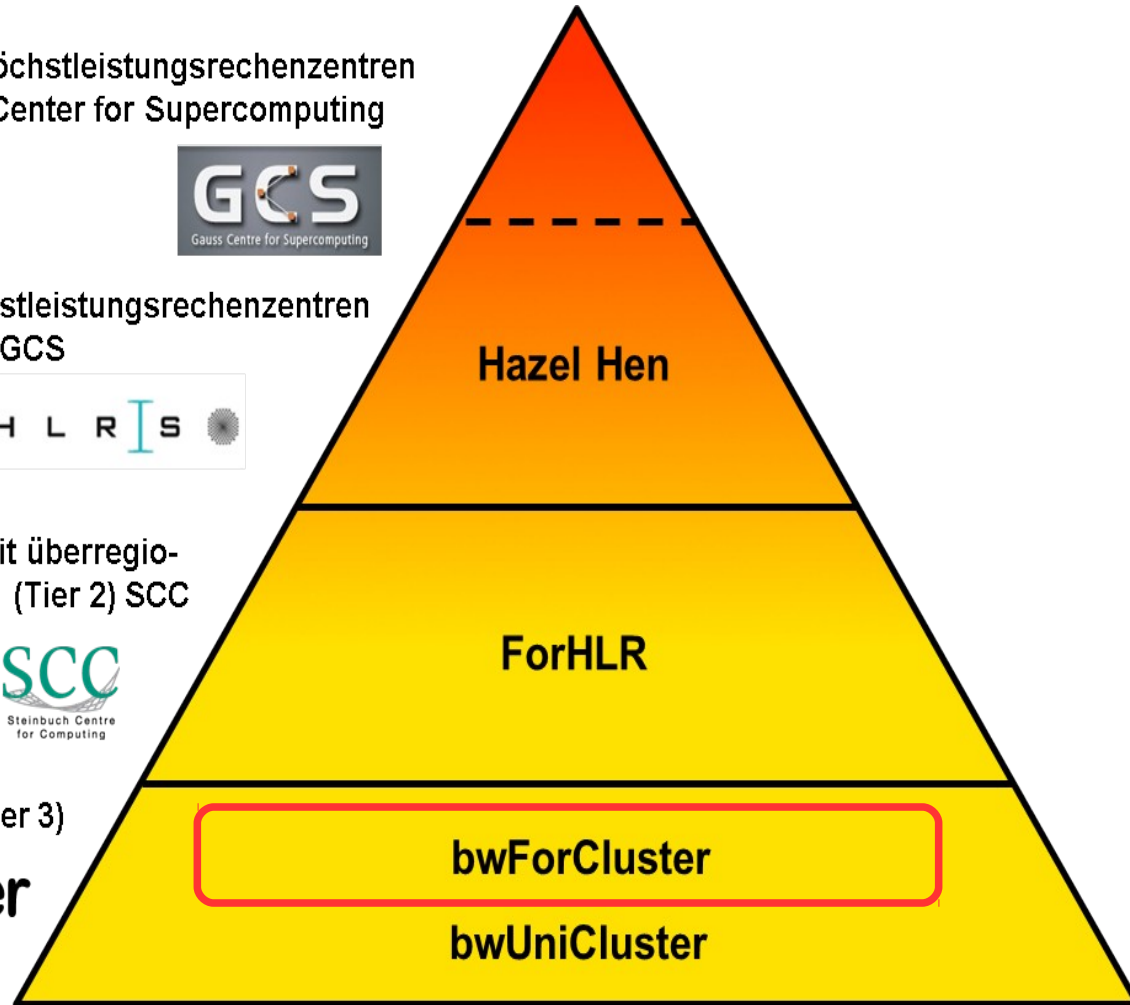 öchstleistungsrechenzentren
Center for Supercomputing
GCS
Gauss Centre for Supercomputing
stleistungsrechenzentren
GCS
Hazel Hen
H L R I S
it überregio-
(Tier 2) SCC
ForHLR
SCC
Steinbuch Centre
for Computing
er 3)
bwForCluster
er
bwUniCluster